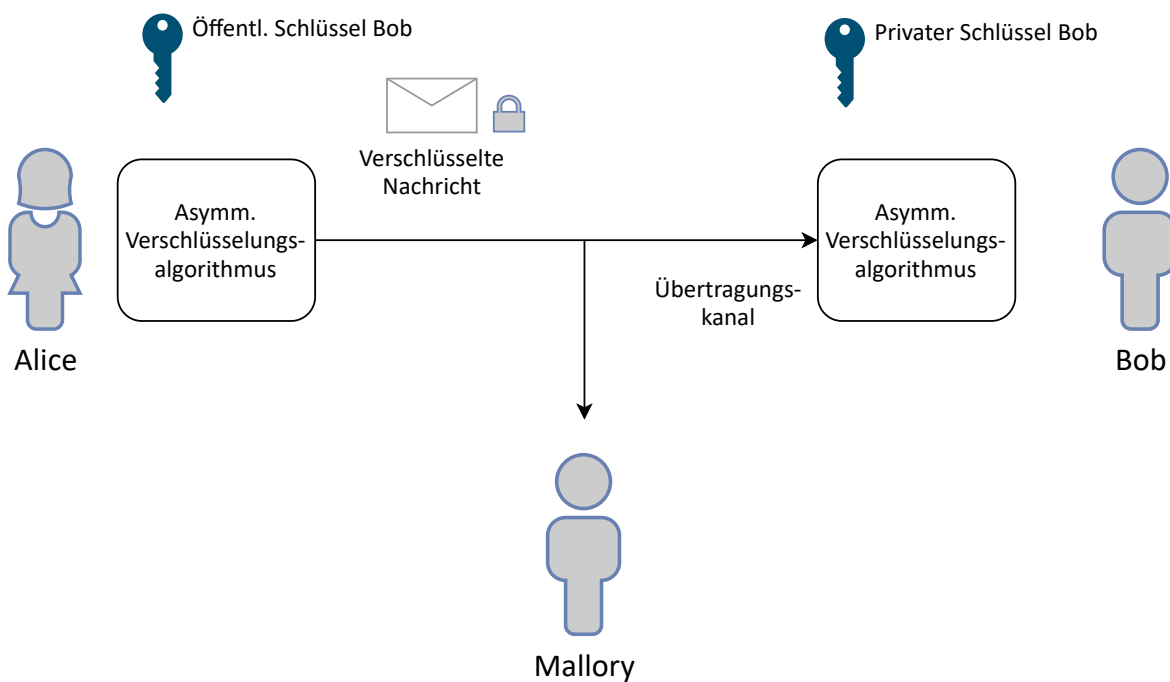 Öffentl. Schlüssel Bob
Privater Schlüssel Bob
Verschlüsselte
Nachricht
Asymm.
Verschlüsselungs-
algorithmus
Asymm.
Verschlüsselungs-
algorithmus
Übertragungs-
kanal
Alice
Bob
Mallory